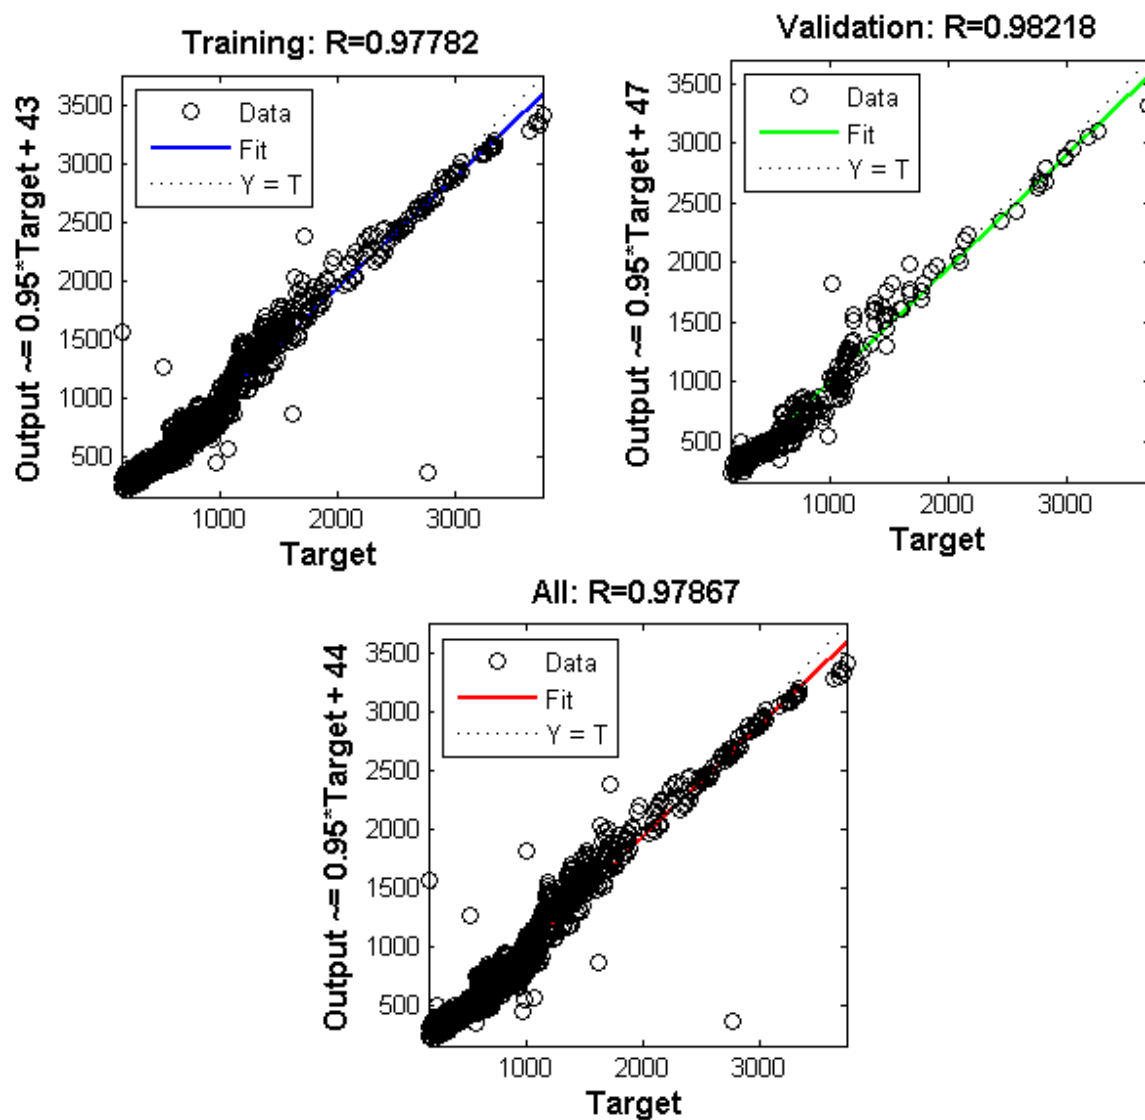 Training: R=0.97782
Output ~= 0.95*Target + 43
3500
3000
2500
2000
1500
1000
500
Data
Fit
Y = T
1000 2000 3000
Target
Validation: R=0.98218
Output ~= 0.95*Target + 47
3500
3000
2500
2000
1500
1000
500
Data
Fit
Y = T
1000 2000 3000
Target
All: R=0.97867
Output ~= 0.95*Target + 44
3500
3000
2500
2000
1500
1000
500
Data
Fit
Y = T
1000 2000 3000
Target